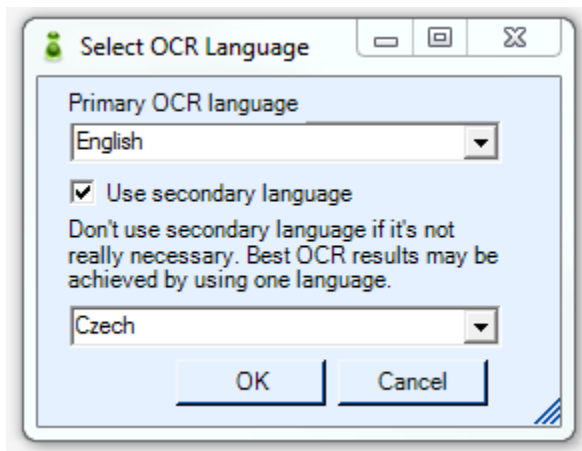 Select OCR Language
Primary OCR language
English
Use secondary language
Don't use secondary language if it's not
really necessary. Best OCR results may be
achieved by using one language.
Czech
OK Cancel